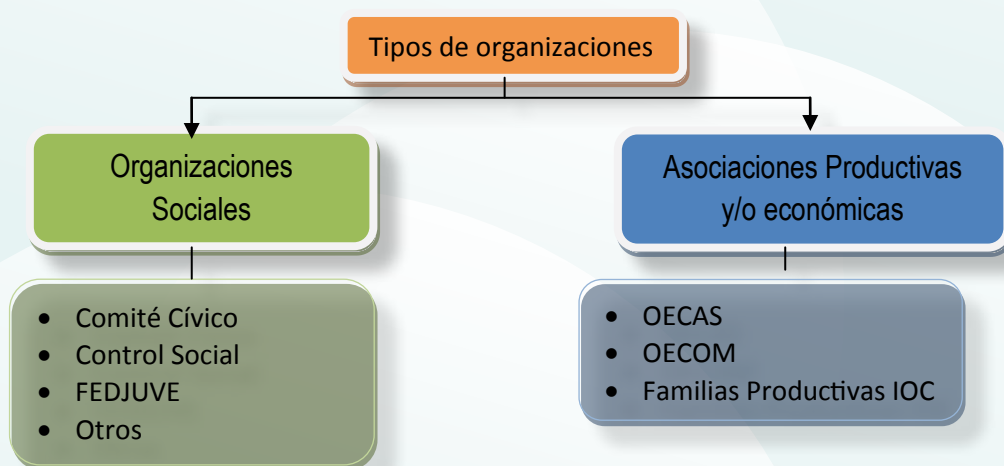 Tipos de organizaciones
Organizaciones
Sociales
Asociaciones Productivas
y/o económicas
• Comité Cívico
• Control Social
• FEDJUVE
• Otros
• OECAS
• OECOM
• Familias Productivas IOC